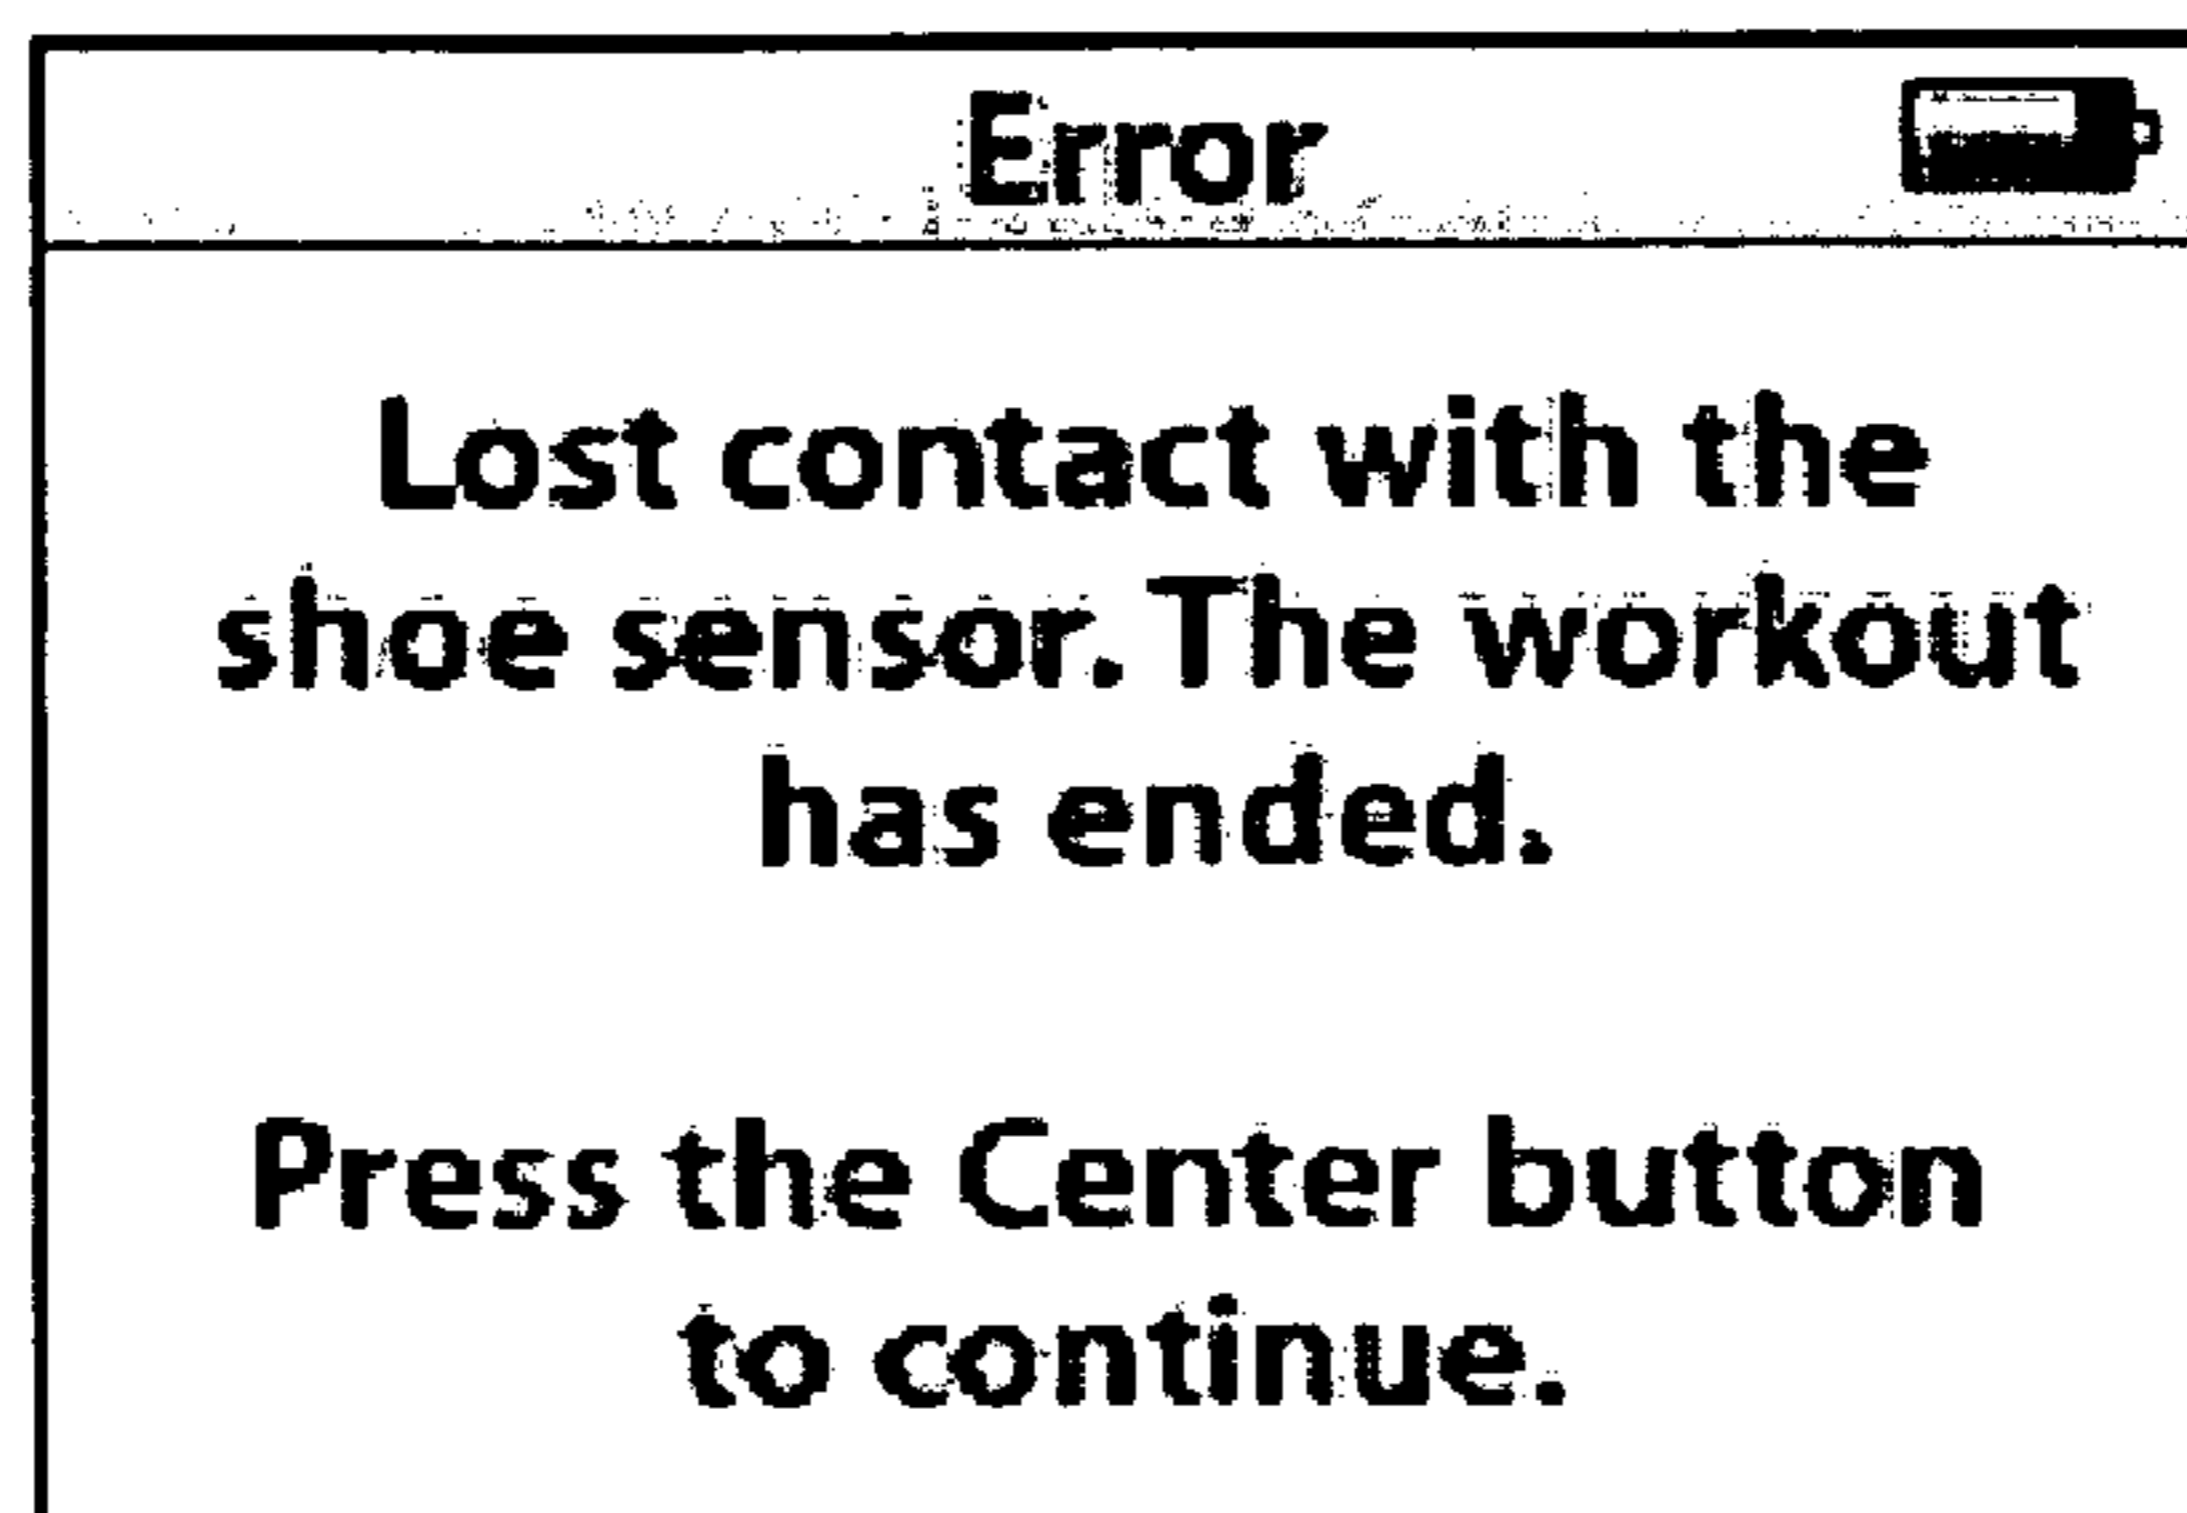 Error
Lost contact with the
shoe sensor. The workout
has ended.
Press the Center button
to continue.